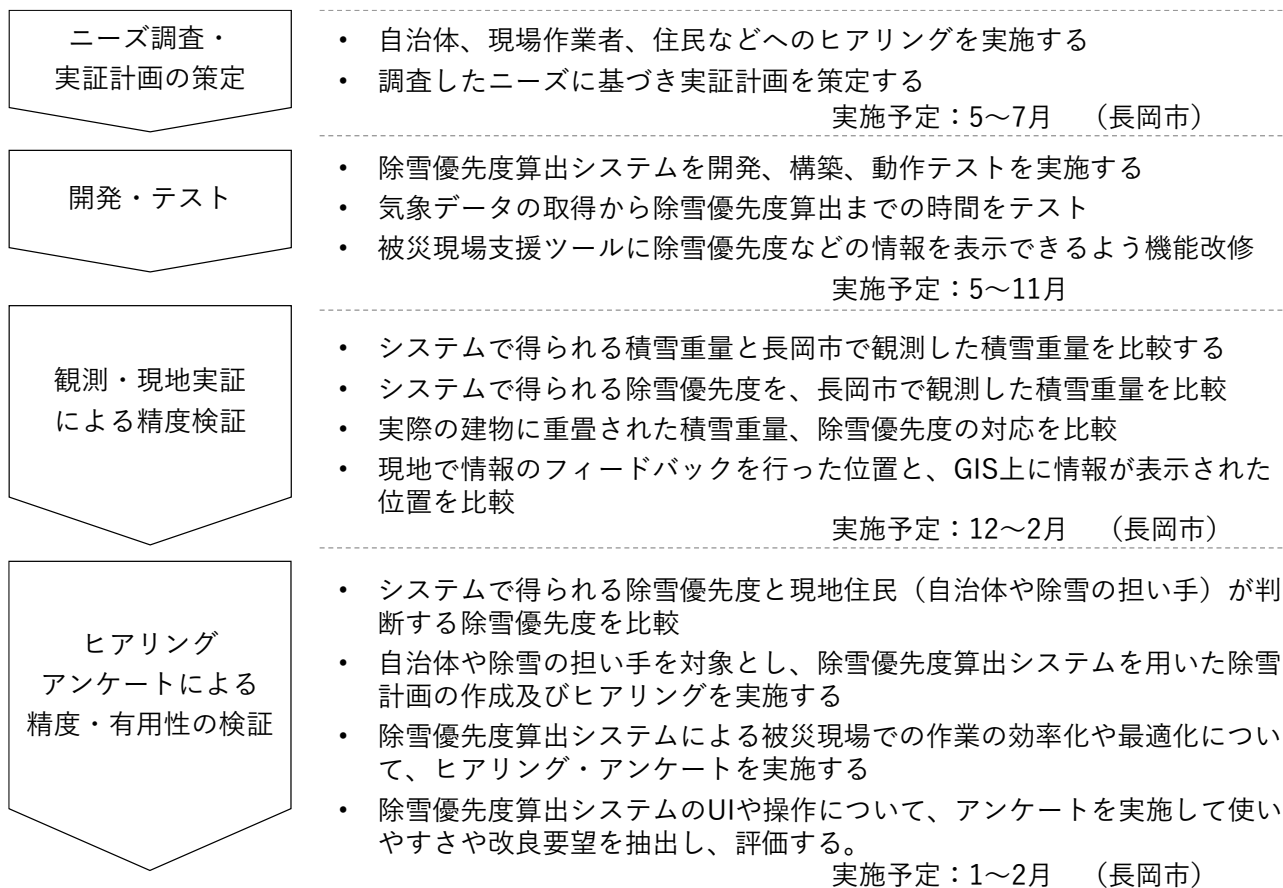 ニーズ調査・
実証計画の策定
• 自治体、現場作業者、住民などへのヒアリングを実施する
• 調査したニーズに基づき実証計画を策定する
実施予定：5～7月　（長岡市）
開発・テスト
• 除雪優先度算出システムを開発、構築、動作テストを実施する
• 気象データの取得から除雪優先度算出までの時間をテスト
• 被災現場支援ツールに除雪優先度などの情報を表示できるよう機能改修
実施予定：5～11月
観測・現地実証
による精度検証
• システムで得られる積雪重量と長岡市で観測した積雪重量を比較する
• システムで得られる除雪優先度を、長岡市で観測した積雪重量を比較
• 実際の建物に重畳された積雪重量、除雪優先度の対応を比較
• 現地で情報のフィードバックを行った位置と、GIS上に情報が表示された
位置を比較
実施予定：12～2月　（長岡市）
ヒアリング
アンケートによる
精度・有用性の検証
• システムで得られる除雪優先度と現地住民（自治体や除雪の担い手）が判
断する除雪優先度を比較
• 自治体や除雪の担い手を対象とし、除雪優先度算出システムを用いた除雪
計画の作成及びヒアリングを実施する
• 除雪優先度算出システムによる被災現場での作業の効率化や最適化につい
て、ヒアリング・アンケートを実施する
• 除雪優先度算出システムのUIや操作について、アンケートを実施して使い
やすさや改良要望を抽出し、評価する。
実施予定：1～2月　（長岡市）